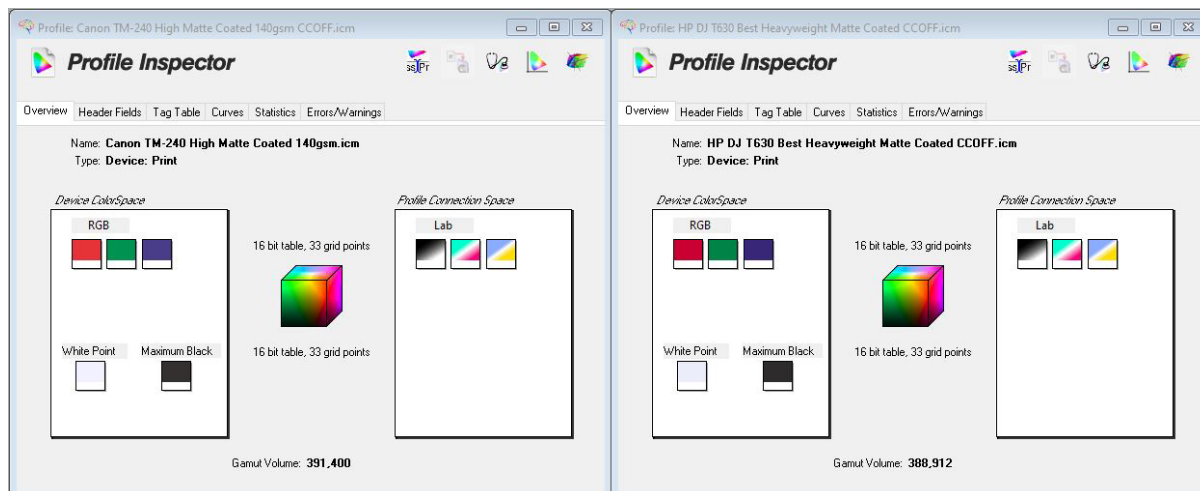 Profile: Canon TM-240 High Matte Coated 140gsm CCOFF.icm
Profile Inspector
Overview Header Fields Tag Table Curves Statistics Errors/Warnings
Name: Canon TM-240 High Matte Coated 140gsm.icm
Type: Device: Print
Device ColorSpace Profile Connection Space
RGB Lab
16 bit table, 33 grid points
White Point Maximum Black 16 bit table, 33 grid points
Gamut Volume: 391,400
Profile: HP DJ T630 Best Heavyweight Matte Coated CCOFF.icm
Profile Inspector
Overview Header Fields Tag Table Curves Statistics Errors/Warnings
Name: HP DJ T630 Best Heavyweight Matte Coated CCOFF.icm
Type: Device: Print
Device ColorSpace Profile Connection Space
RGB Lab
16 bit table, 33 grid points
White Point Maximum Black 16 bit table, 33 grid points
Gamut Volume: 388,912